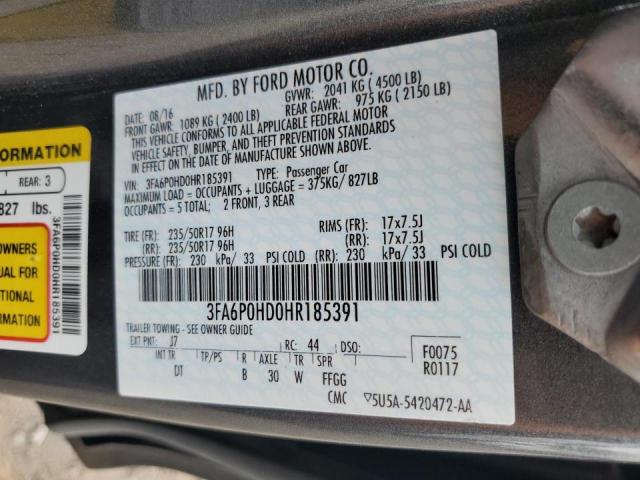 MFD. BY FORD MOTOR CO.
DATE: 08/16 GVWR: 2041 KG ( 4500 LB)
FRONT GAWR: 1089 KG ( 2400 LB) REAR GAWR: 975 KG ( 2150 LB)
THIS VEHICLE CONFORMS TO ALL APPLICABLE FEDERAL MOTOR
VEHICLE SAFETY, BUMPER, AND THEFT PREVENTION STANDARDS
IN EFFECT ON THE DATE OF MANUFACTURE SHOWN ABOVE.
VIN: 3FA6P0HD0HR185391 TYPE: Passenger Car
MAXIMUM LOAD = OCCUPANTS + LUGGAGE = 375KG/ 827LB
OCCUPANTS = 5 TOTAL; 2 FRONT, 3 REAR
TIRE (FR): 235/50R17 96H RIMS (FR): 17x7.5J
(RR): 235/50R17 96H (RR): 17x7.5J
PRESSURE (FR): 230 kPa/ 33 PSI COLD (RR): 230 kPa/ 33 PSI COLD
3FA6P0HD0HR185391
TRAILER TOWING - SEE OWNER GUIDE
EXT PNT: J7 RC: 44 DSO: F0075
INT TR TP/PS R AXLE TR SPR R0117
DT B 30 W FFGG
CMC ▽5U5A-5420472-AA
FORMATION
REAR: 3
827 lbs.
OWNERS
UAL FOR
TIONAL
MATION
3FA6P0HD0HR185391